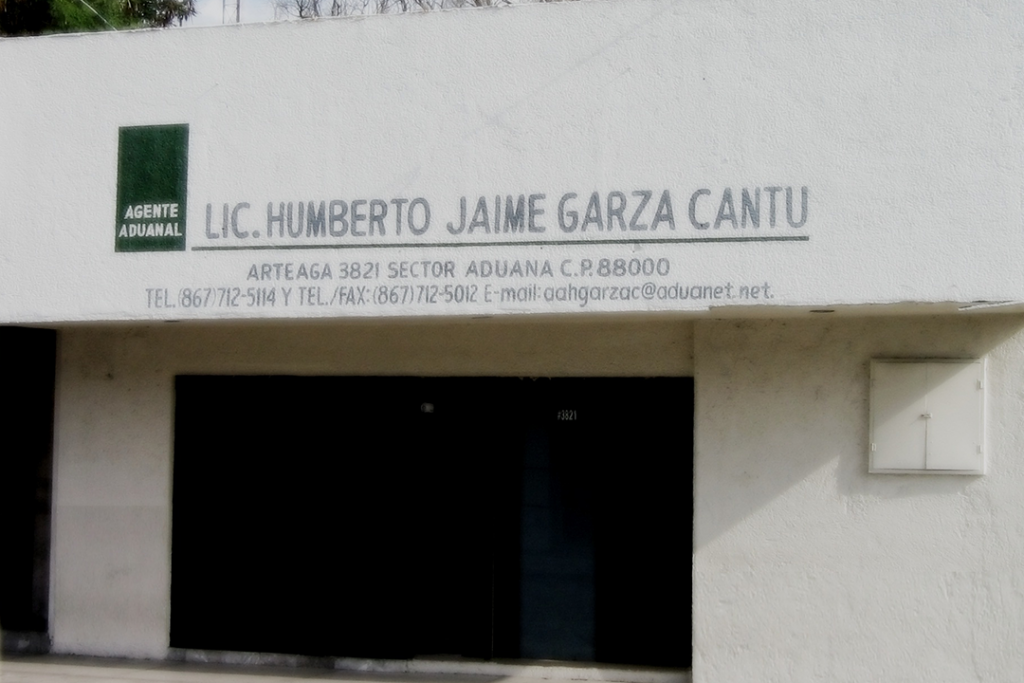 AGENTE
ADUANAL
LIC. HUMBERTO JAIME GARZA CANTU
ARTEAGA 3821 SECTOR ADUANA C.P. 88000
TEL.(867)712-5114 Y TEL./FAX:(867)712-5012 E-mail:aahgarzac@aduanet.net.
#3821